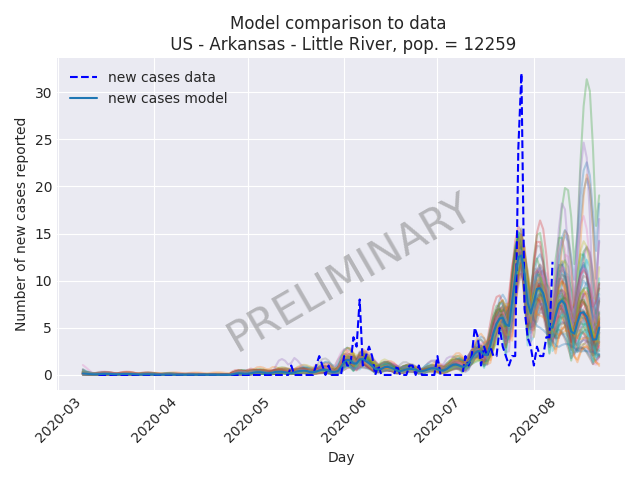 Model comparison to data
US - Arkansas - Little River, pop. = 12259
new cases data
new cases model
PRELIMINARY
Number of new cases reported
30
25
20
15
10
5
0
2020-03
2020-04
2020-05
2020-06
2020-07
2020-08
Day